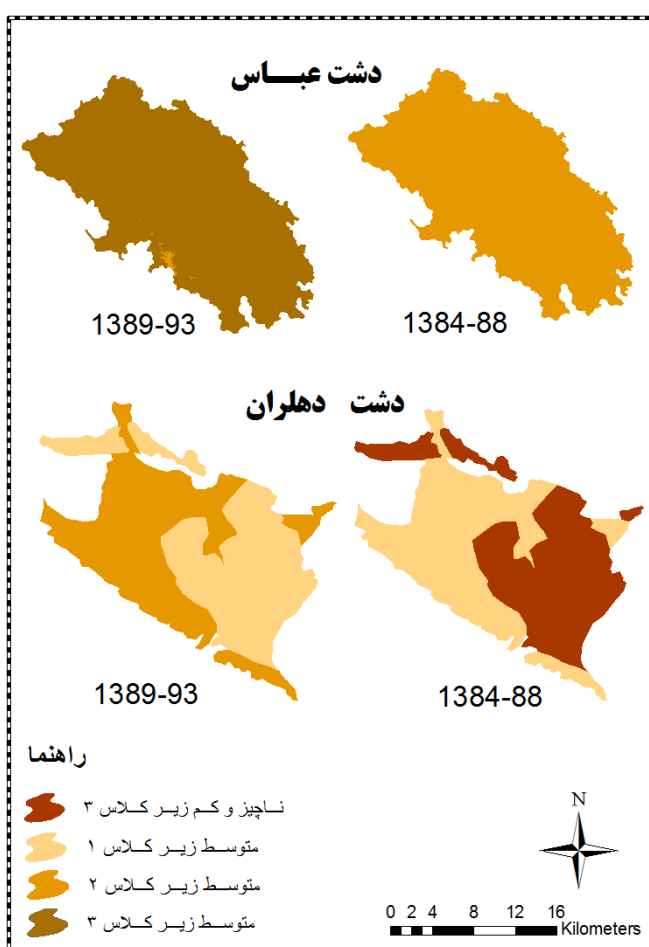 دشت عباس
1389-93
1384-88
دشت دهلران
1389-93
1384-88
راهنما
ناچیز و کم زیر کلاس ۳
متوسط زیر کلاس ۱
متوسط زیر کلاس ۲
متوسط زیر کلاس ۳
N
0 2 4 8 12 16
Kilometers